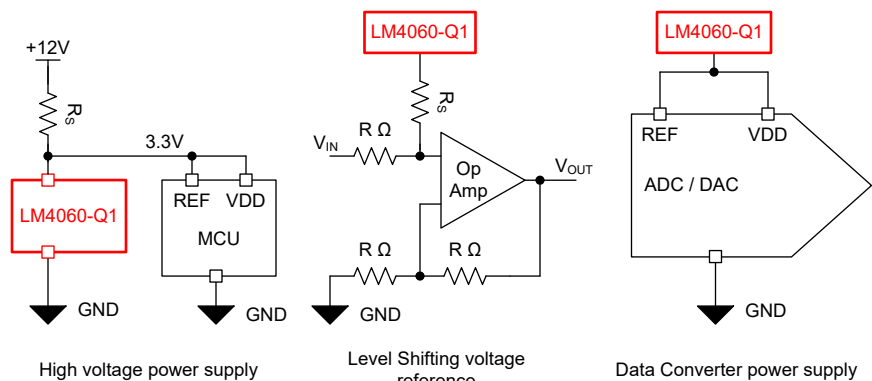 +12V
R_S
3.3V
LM4060-Q1
REF VDD
MCU
GND
GND
High voltage power supply
LM4060-Q1
R_S
V_IN
R Ω
Op
Amp
V_OUT
R Ω
R Ω
GND
Level Shifting voltage
reference
LM4060-Q1
REF
VDD
ADC / DAC
GND
Data Converter power supply